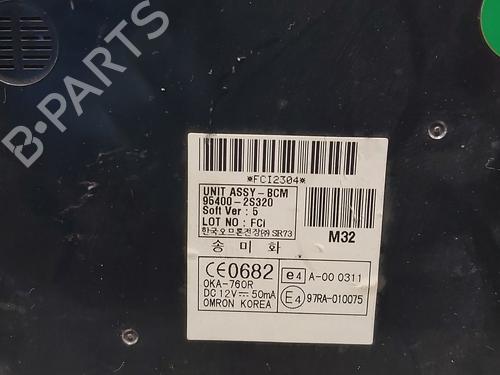 B-PARTS
*FCI2304*
UNIT ASSY-BCM
95400-2S320
Soft Ver : 5
LOT NO : FCI
한국오므론전장(주) SR73
M32
송 미 화
CE0682
OKA-760R
DC 12V⎓50mA
OMRON KOREA
e4 A-00 0311
E4 97RA-010075